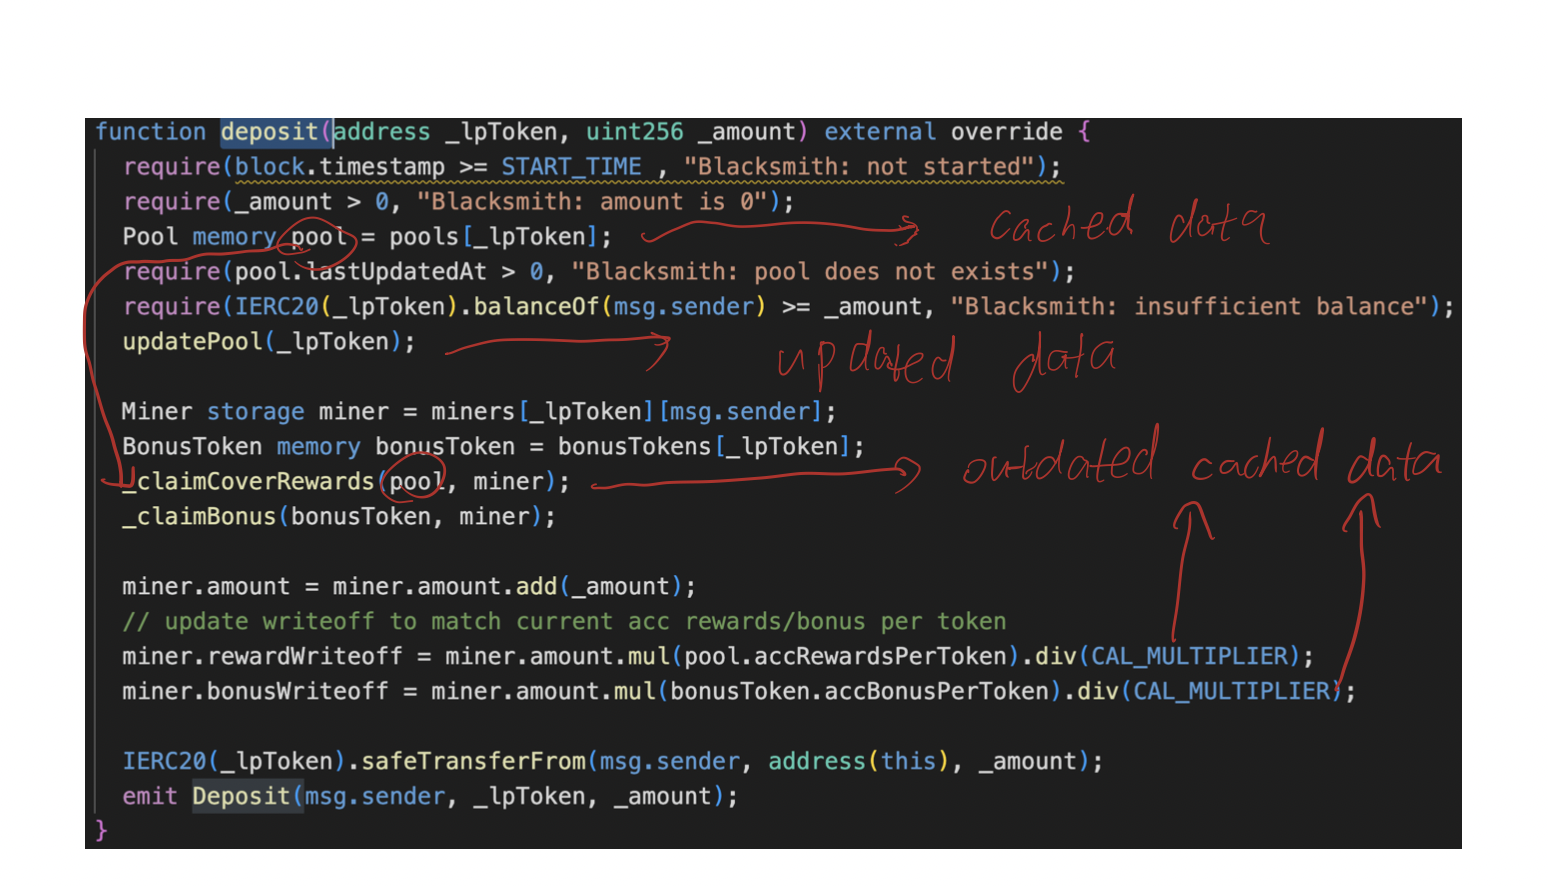 function deposit(address _lpToken, uint256 _amount) external override {
require(block.timestamp >= START_TIME , "Blacksmith: not started");
require(_amount > 0, "Blacksmith: amount is 0");
Pool memory pool = pools[_lpToken];
cached data
require(pool.lastUpdatedAt > 0, "Blacksmith: pool does not exists");
require(IERC20(_lpToken).balanceOf(msg.sender) >= _amount, "Blacksmith: insufficient balance");
updatePool(_lpToken);
updated data
Miner storage miner = miners[_lpToken][msg.sender];
BonusToken memory bonusToken = bonusTokens[_lpToken];
_claimCoverRewards(pool, miner);
outdated cached data
_claimBonus(bonusToken, miner);
miner.amount = miner.amount.add(_amount);
// update writeoff to match current acc rewards/bonus per token
miner.rewardWriteoff = miner.amount.mul(pool.accRewardsPerToken).div(CAL_MULTIPLIER);
miner.bonusWriteoff = miner.amount.mul(bonusToken.accBonusPerToken).div(CAL_MULTIPLIER);
IERC20(_lpToken).safeTransferFrom(msg.sender, address(this), _amount);
emit Deposit(msg.sender, _lpToken, _amount);
}